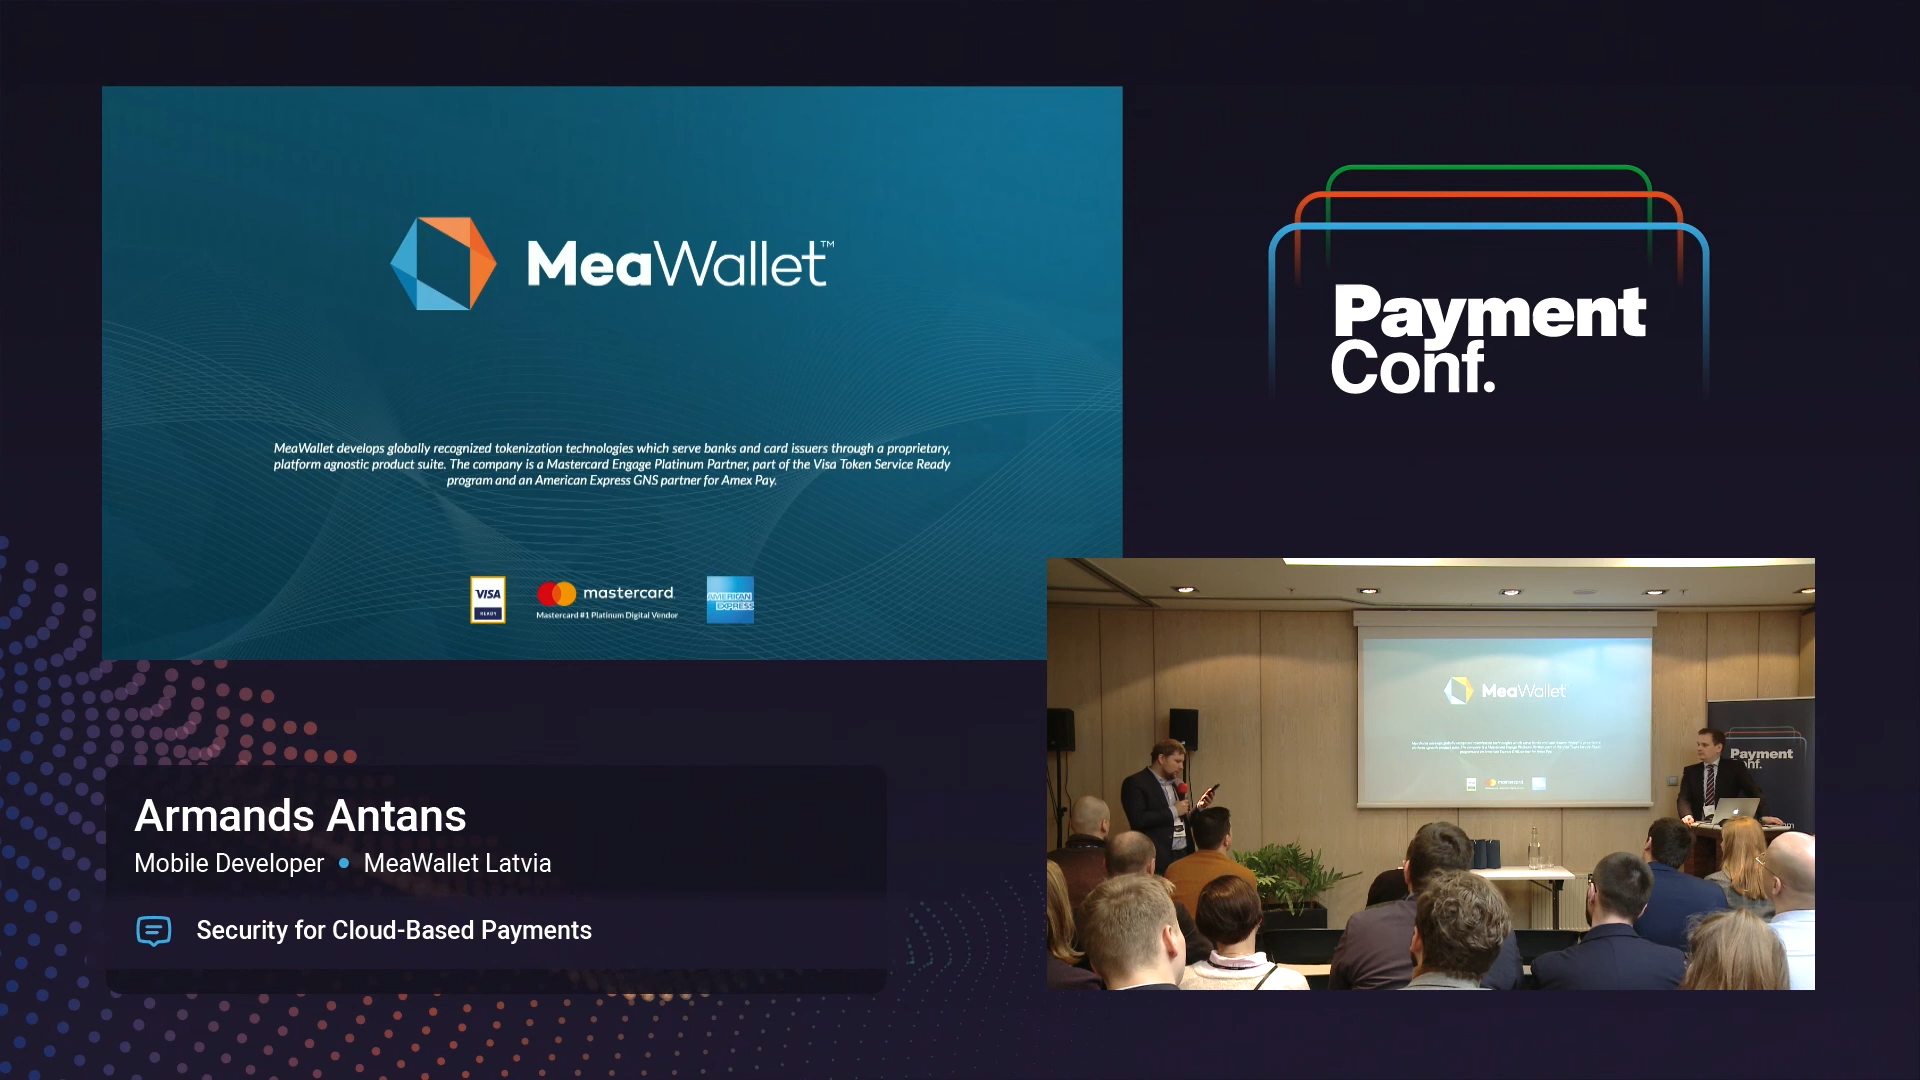 MeaWallet™
MeaWallet develops globally recognized tokenization technologies which serve banks and card issuers through a proprietary,
platform agnostic product suite. The company is a Mastercard Engage Platinum Partner, part of the Visa Token Service Ready
program and an American Express GNS partner for Amex Pay.
VISA
READY
mastercard
Mastercard #1 Platinum Digital Vendor
AMERICAN
EXPRESS
Payment
Conf.
MeaWallet
Payment
Conf.
Armands Antans
Mobile Developer • MeaWallet Latvia
Security for Cloud-Based Payments